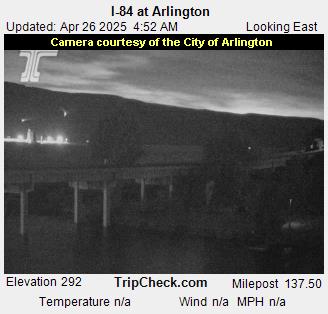 I-84 at Arlington
Updated: Apr 26 2025 4:52 AM Looking East
Camera courtesy of the City of Arlington
Elevation 292 TripCheck.com Milepost 137.50
Temperature n/a Wind n/a MPH n/a